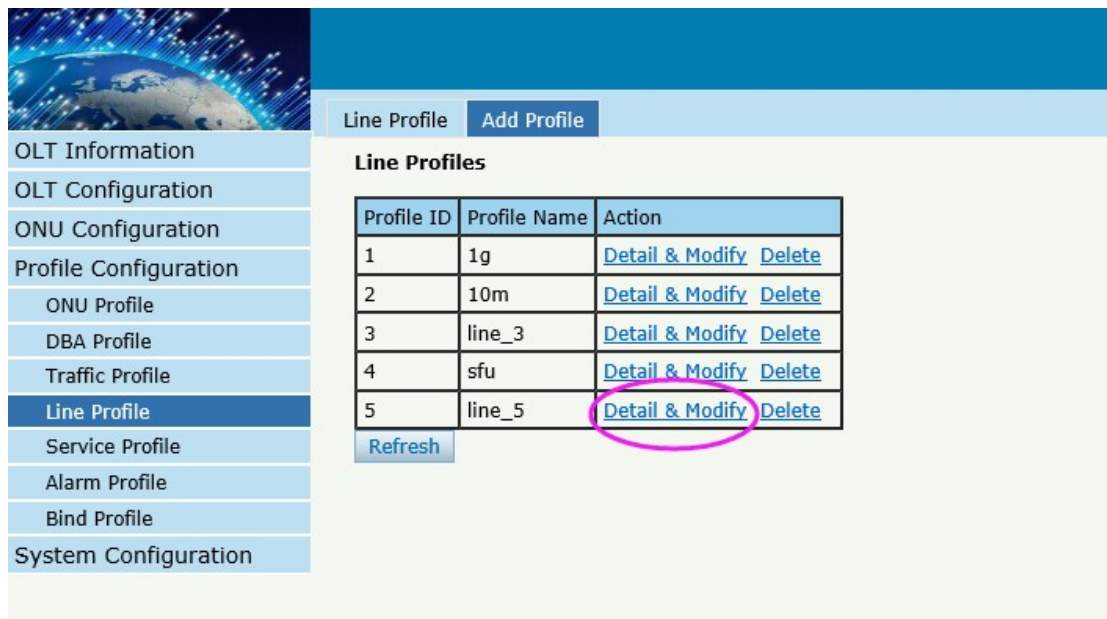 OLT Information
OLT Configuration
ONU Configuration
Profile Configuration
ONU Profile
DBA Profile
Traffic Profile
Line Profile
Service Profile
Alarm Profile
Bind Profile
System Configuration
Line Profile Add Profile
Line Profiles
Profile ID Profile Name Action
1 1g Detail & Modify Delete
2 10m Detail & Modify Delete
3 line_3 Detail & Modify Delete
4 sfu Detail & Modify Delete
5 line_5 Detail & Modify Delete
Refresh